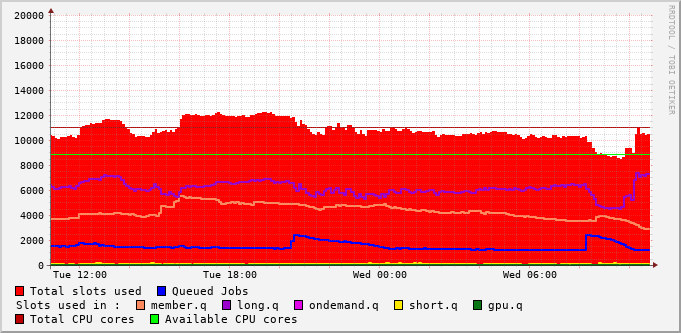 20000
18000
16000
14000
12000
10000
8000
6000
4000
2000
0
Tue 12:00 Tue 18:00 Wed 00:00 Wed 06:00
Total slots used Queued Jobs
Slots used in : member.q long.q ondemand.q short.q gpu.q
Total CPU cores Available CPU cores
RRDTOOL / TOBI OETIKER